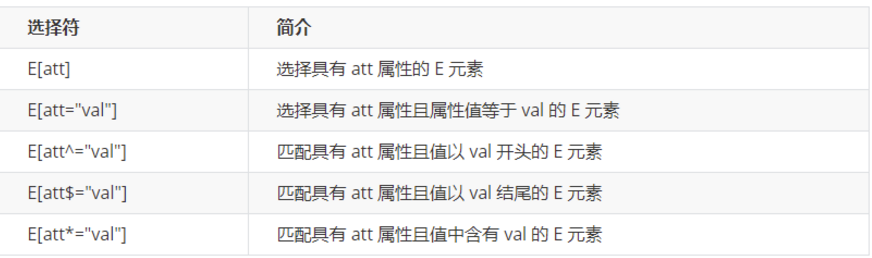 选择符 简介
E[att] 选择具有 att 属性的 E 元素
E[att="val"] 选择具有 att 属性且属性值等于 val 的 E 元素
E[att^="val"] 匹配具有 att 属性且值以 val 开头的 E 元素
E[att$="val"] 匹配具有 att 属性且值以 val 结尾的 E 元素
E[att*="val"] 匹配具有 att 属性且值中含有 val 的 E 元素